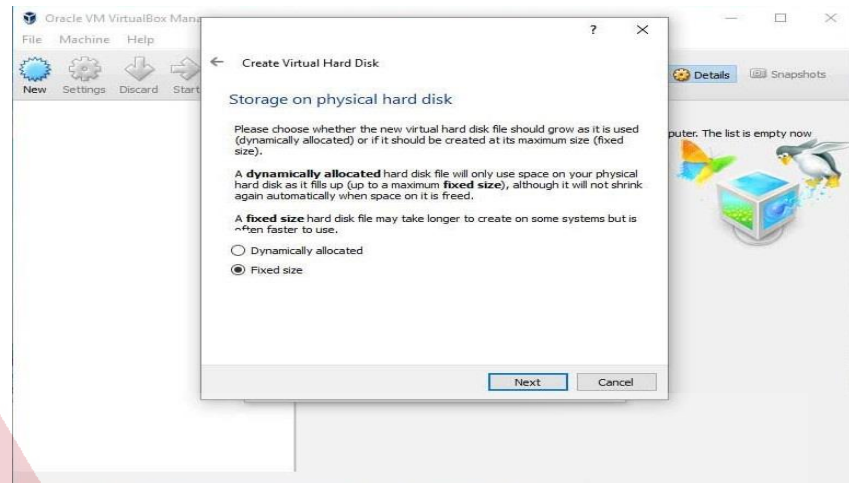 Oracle VM VirtualBox Mana
? ×
File Machine Help
← Create Virtual Hard Disk
New Settings Discard Start
Details Snapshots
Storage on physical hard disk
Please choose whether the new virtual hard disk file should grow as it is used
(dynamically allocated) or if it should be created at its maximum size (fixed
size).
puter. The list is empty now
A dynamically allocated hard disk file will only use space on your physical
hard disk as it fills up (up to a maximum fixed size), although it will not shrink
again automatically when space on it is freed.
A fixed size hard disk file may take longer to create on some systems but is
often faster to use.
Dynamically allocated
Fixed size
Next Cancel